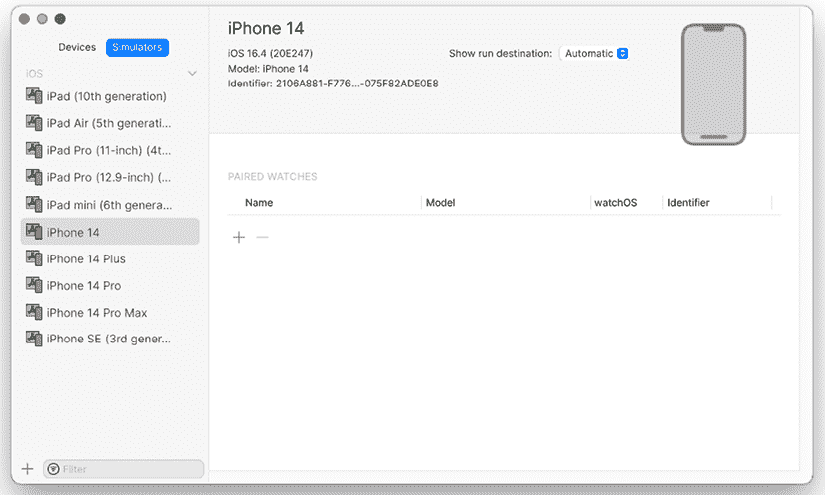 Devices
Simulators
iOS
iPad (10th generation)
iPad Air (5th generati...
iPad Pro (11-inch) (4t...
iPad Pro (12.9-inch) (...
iPad mini (6th genera...
iPhone 14
iPhone 14 Plus
iPhone 14 Pro
iPhone 14 Pro Max
iPhone SE (3rd gener...
Filter
iPhone 14
iOS 16.4 (20E247)
Model: iPhone 14
Identifier: 2106A881-F776...-075F82ADE0E8
Show run destination: Automatic
PAIRED WATCHES
Name Model watchOS Identifier